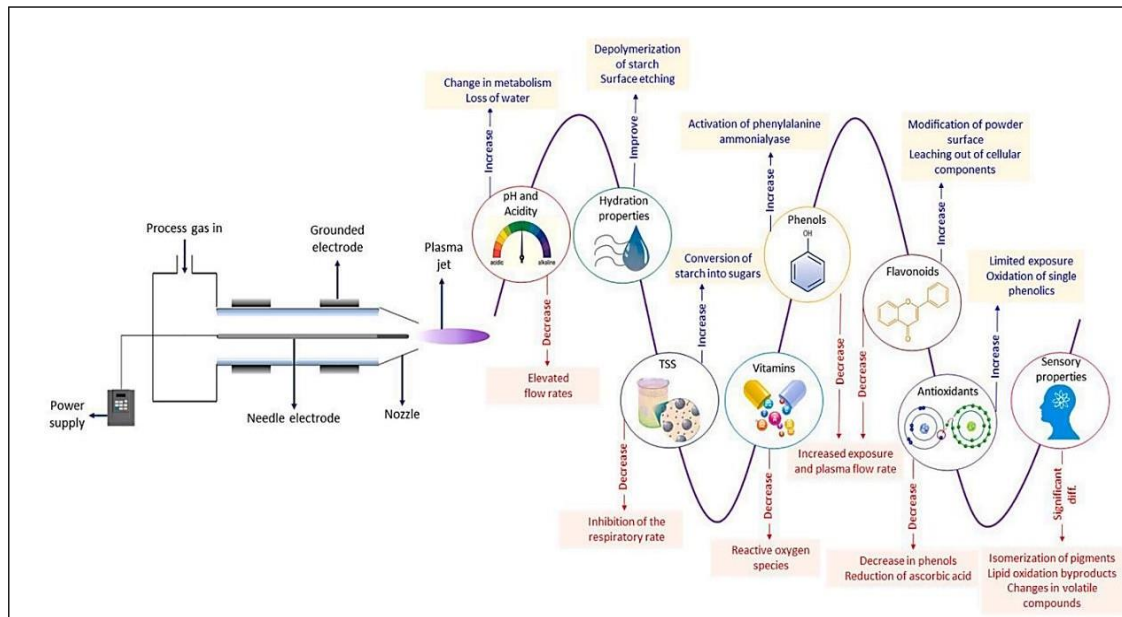 Process gas in
Grounded
electrode
Plasma
jet
Power
supply
Needle electrode
Nozzle
Change in metabolism
Loss of water
Increase
pH and
Acidity
acidic
alkaline
Decrease
Elevated
flow rates
Depolymerization
of starch
Surface etching
Improve
Hydration
properties
Conversion of
starch into sugars
Increase
TSS
Decrease
Inhibition of the
respiratory rate
Vitamins
Decrease
Reactive oxygen
species
Activation of phenylalanine
ammonialyase
Increase
Phenols
OH
Decrease
Decrease
Increased exposure
and plasma flow rate
Modification of powder
surface
Leaching out of cellular
components
Increase
Flavonoids
O
O
Limited exposure
Oxidation of single
phenolics
Increase
Antioxidants
Decrease
Decrease in phenols
Reduction of ascorbic acid
Sensory
properties
Significant
diff.
Isomerization of pigments
Lipid oxidation byproducts
Changes in volatile
compounds